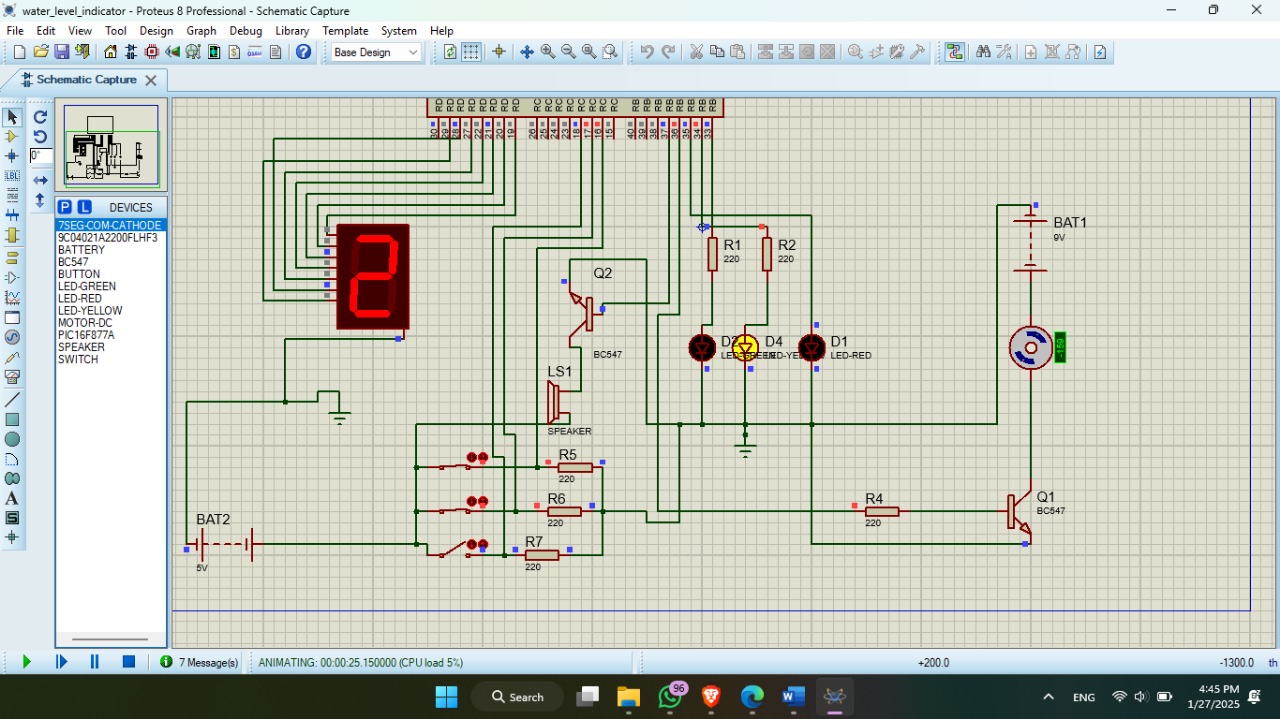 water_level_indicator - Proteus 8 Professional - Schematic Capture
File Edit View Tool Design Graph Debug Library Template System Help
Base Design
Schematic Capture
0°
P L DEVICES
7SEG-COM-CATHODE
9C04021A2200FLHF3
BATTERY
BC547
BUTTON
LED-GREEN
LED-RED
LED-YELLOW
MOTOR-DC
PIC16F877A
SPEAKER
SWITCH
LBL
A
RD RD RD RD RD RD RD RD RC RC RC RC RC RC RC RC RB RB RB RB RB RB RB RB
30 29 28 27 22 21 20 19 26 25 24 23 18 17 16 15 40 39 38 37 36 35 34 33
2
BAT1
9V
R1
220
R2
220
Q2
BC547
D4
D1
LED-RED
-159
LS1
SPEAKER
R5
220
R6
220
R7
220
R4
220
Q1
BC547
BAT2
5V
7 Message(s) ANIMATING: 00:00:25.150000 (CPU load 5%) +200.0 -1300.0 th
Search 96 ENG 4:45 PM
1/27/2025